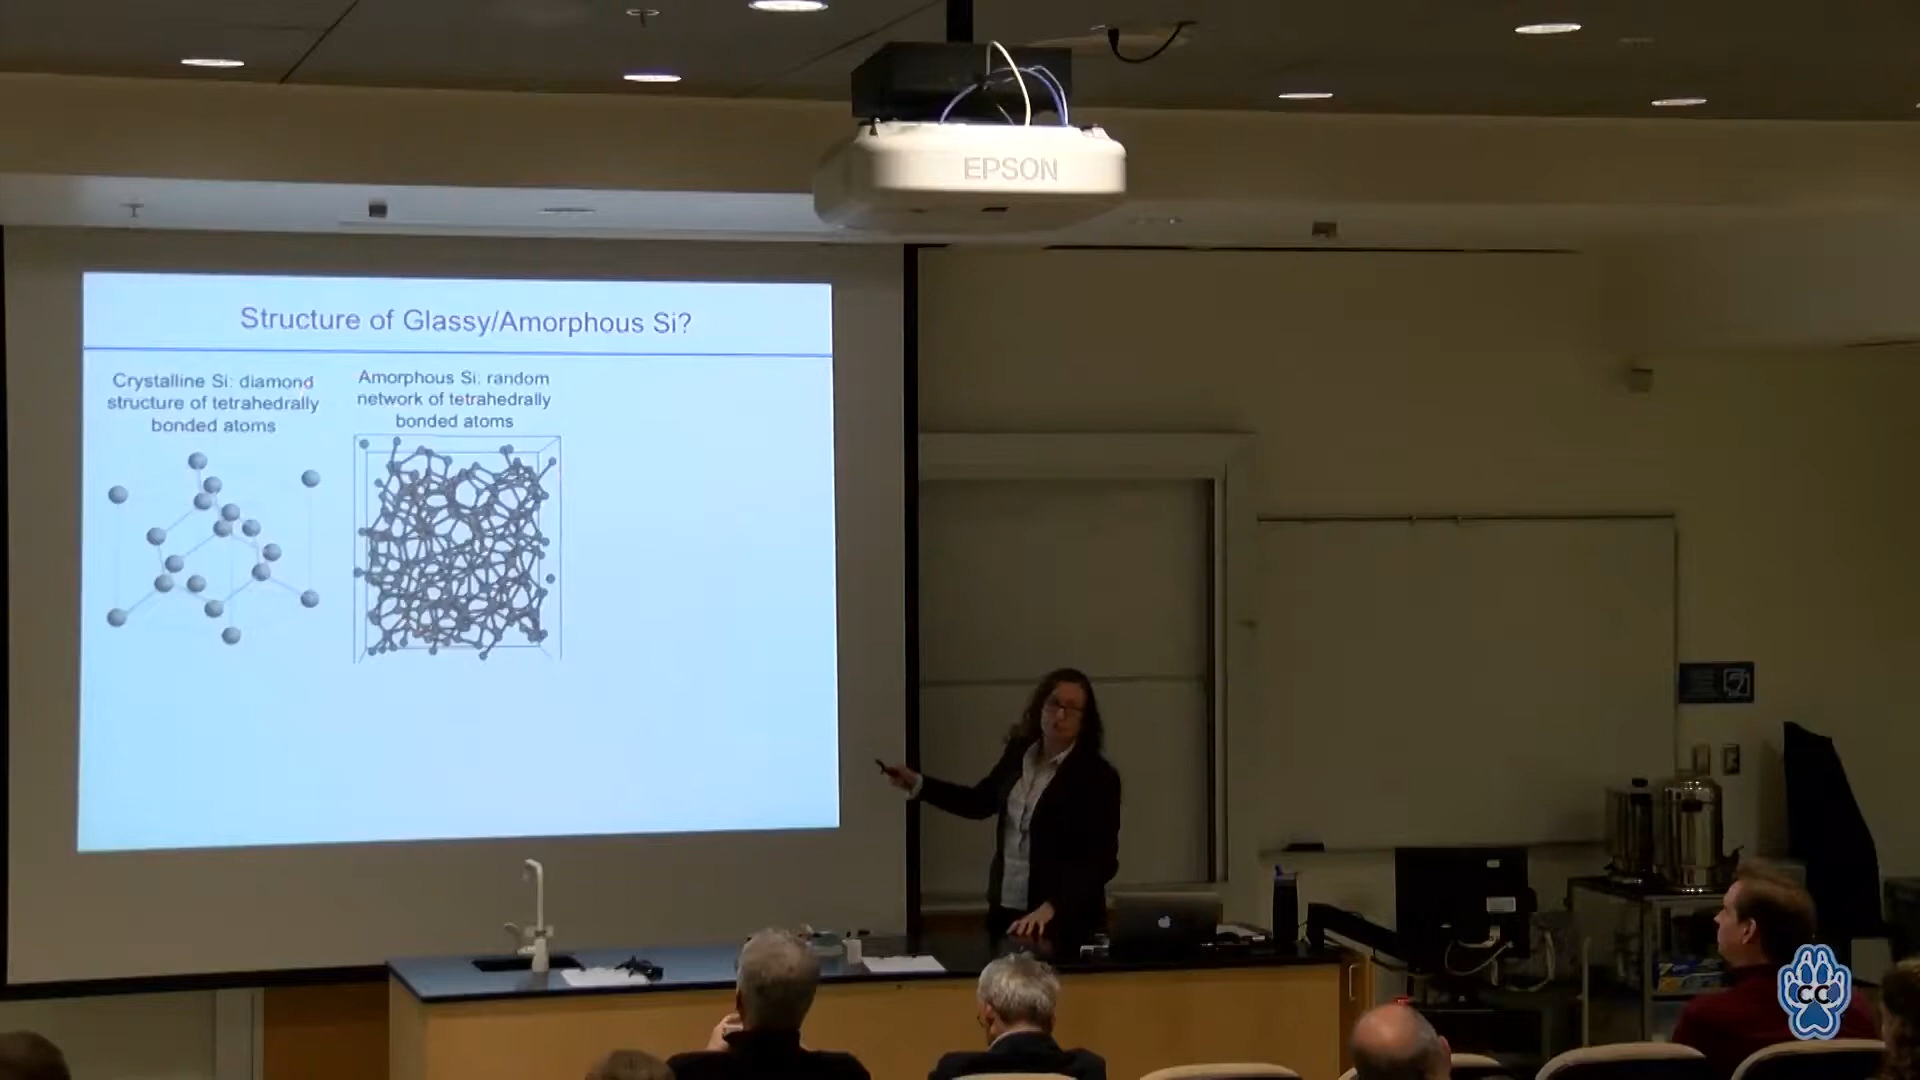 EPSON
Structure of Glassy/Amorphous Si?
Crystalline Si: diamond
structure of tetrahedrally
bonded atoms
Amorphous Si: random
network of tetrahedrally
bonded atoms
CC